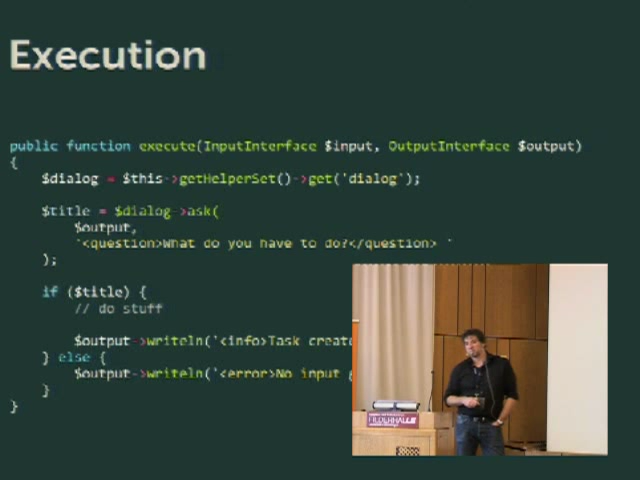 Execution
public function execute(InputInterface $input, OutputInterface $output)
{
$dialog = $this->getHelperSet()->get('dialog');
$title = $dialog->ask(
$output,
'<question>What do you have to do?</question> '
);
if ($title) {
// do stuff
$output->writeln('<info>Task
} else {
$output->writeln('<error>No input
}
}
FILDERHALLE